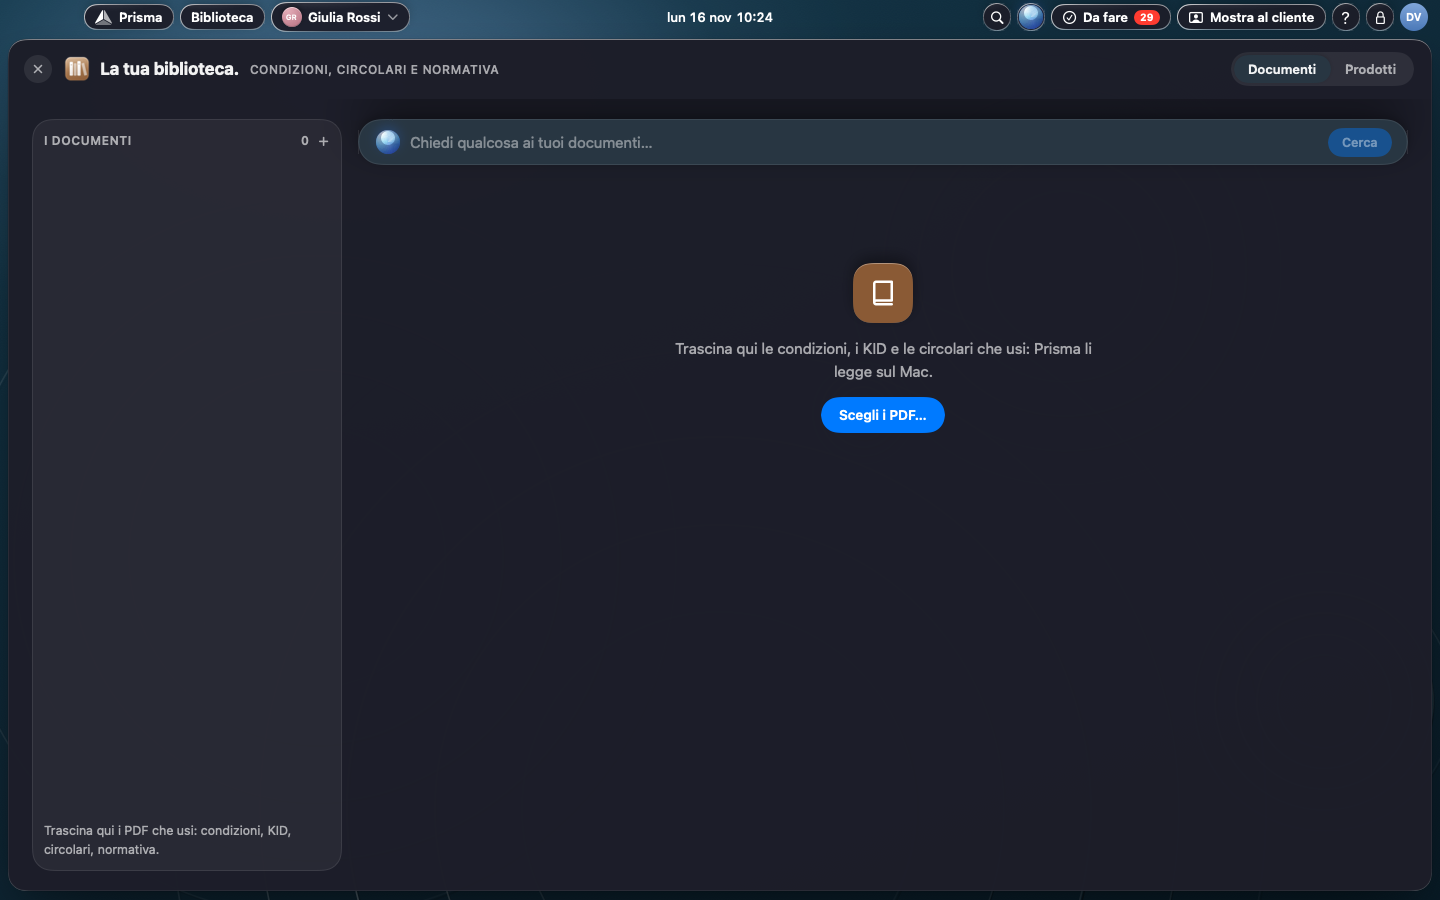 Prisma
Biblioteca
GR Giulia Rossi
lun 16 nov 10:24
Da fare 29
Mostra al cliente
?
DV
La tua biblioteca. CONDIZIONI, CIRCOLARI E NORMATIVA
Documenti
Prodotti
I DOCUMENTI 0 +
Chiedi qualcosa ai tuoi documenti...
Cerca
Trascina qui le condizioni, i KID e le circolari che usi: Prisma li
legge sul Mac.
Scegli i PDF...
Trascina qui i PDF che usi: condizioni, KID,
circolari, normativa.